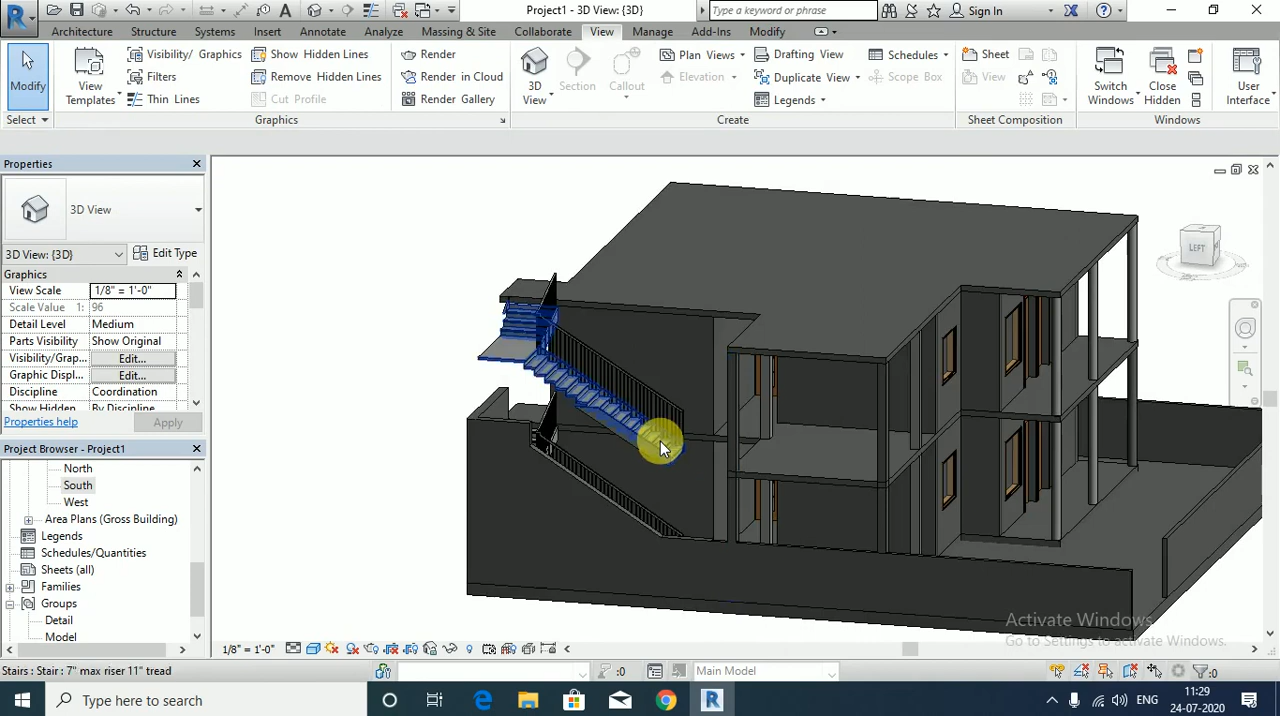 Project1 - 3D View: {3D}
Type a keyword or phrase
Sign In
Architecture Structure Systems Insert Annotate Analyze Massing & Site Collaborate View Manage Add-Ins Modify
Modify
Select
View Templates
Visibility/ Graphics
Filters
Thin Lines
Show Hidden Lines
Remove Hidden Lines
Cut Profile
Render
Render in Cloud
Render Gallery
Graphics
3D View
Section
Callout
Plan Views
Elevation
Drafting View
Duplicate View
Legends
Schedules
Scope Box
Create
Sheet
View
Sheet Composition
Switch Windows
Close Hidden
User Interface
Windows
Properties
3D View
3D View: {3D}
Edit Type
Graphics
View Scale 1/8" = 1'-0"
Scale Value 1: 96
Detail Level Medium
Parts Visibility Show Original
Visibility/Grap... Edit...
Graphic Displ... Edit...
Discipline Coordination
Show Hidden By Discipline
Properties help
Apply
Project Browser - Project1
North
South
West
Area Plans (Gross Building)
Legends
Schedules/Quantities
Sheets (all)
Families
Groups
Detail
Model
LEFT
Activate Windows
Go to Settings to activate Windows.
1/8" = 1'-0"
Stairs : Stair : 7" max riser 11" tread
:0
Main Model
:0
Type here to search
ENG
11:29
24-07-2020